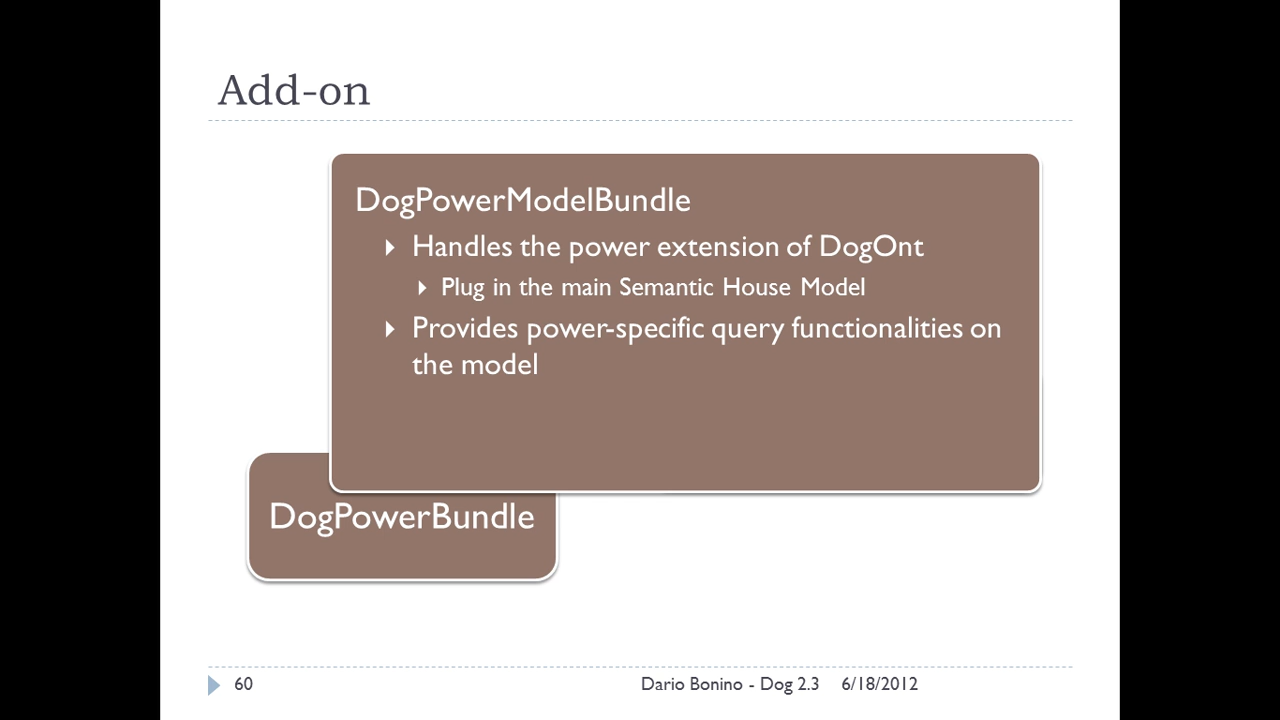 Add-on
DogPowerModelBundle
Handles the power extension of DogOnt
Plug in the main Semantic House Model
Provides power-specific query functionalities on
the model
DogPowerBundle
60
Dario Bonino - Dog 2.3
6/18/2012